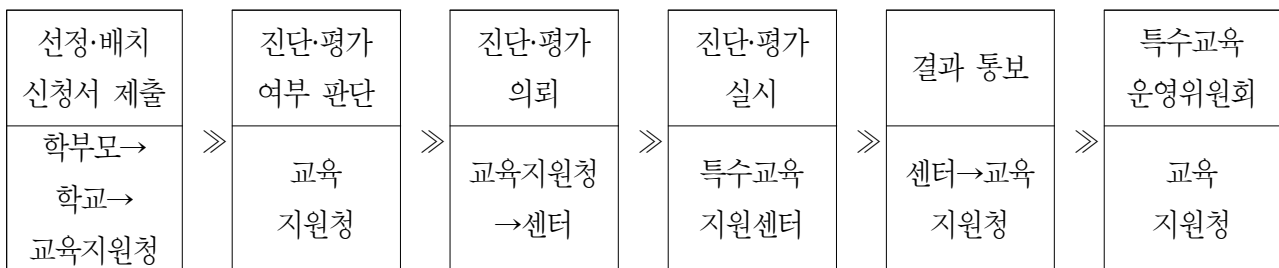 선정·배치
신청서 제출
학부모→
학교→
교육지원청
≫
진단·평가
여부 판단
교육
지원청
≫
진단·평가
의뢰
교육지원청
→센터
≫
진단·평가
실시
특수교육
지원센터
≫
결과 통보
센터→교육
지원청
≫
특수교육
운영위원회
교육
지원청